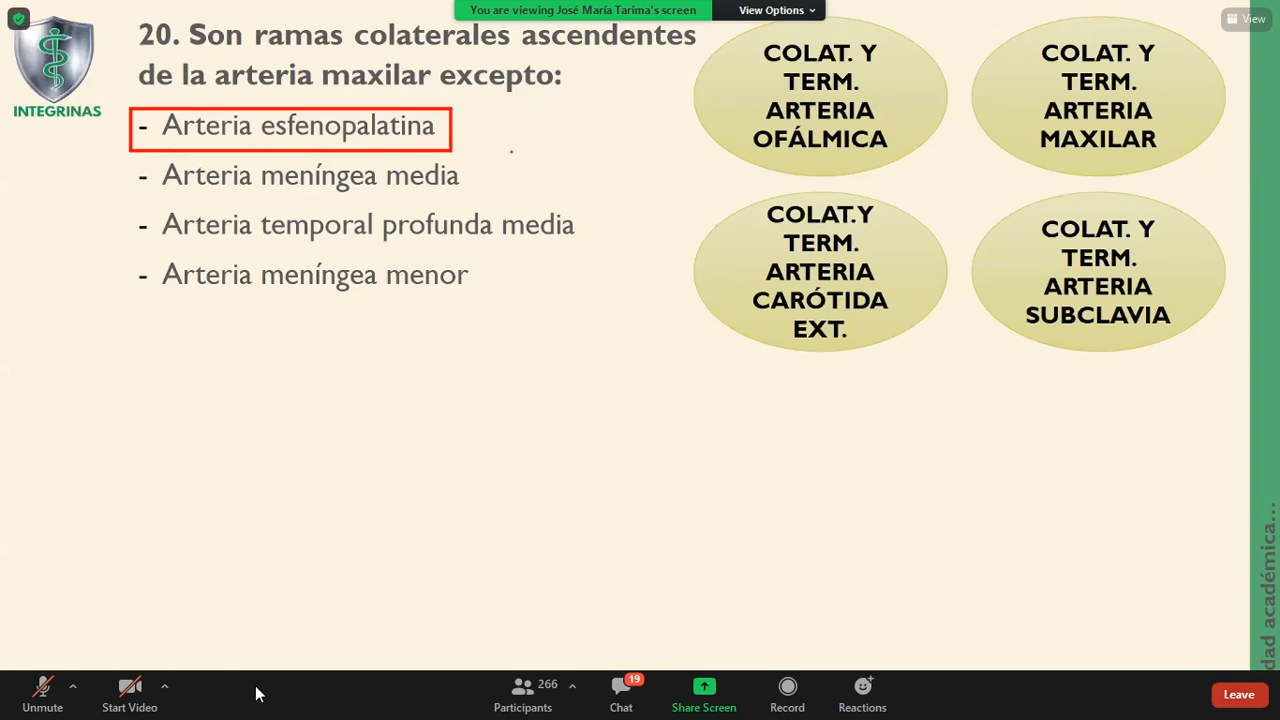 You are viewing José María Tarima's screen
View Options
View
INTEGRINAS
20. Son ramas colaterales ascendentes
de la arteria maxilar excepto:
- Arteria esfenopalatina
- Arteria meníngea media
- Arteria temporal profunda media
- Arteria meníngea menor
COLAT. Y
TERM.
ARTERIA
OFÁLMICA
COLAT. Y
TERM.
ARTERIA
MAXILAR
COLAT.Y
TERM.
ARTERIA
CARÓTIDA
EXT.
COLAT. Y
TERM.
ARTERIA
SUBCLAVIA
dad académica...
Unmute
Start Video
266
Participants
19
Chat
Share Screen
Record
Reactions
Leave